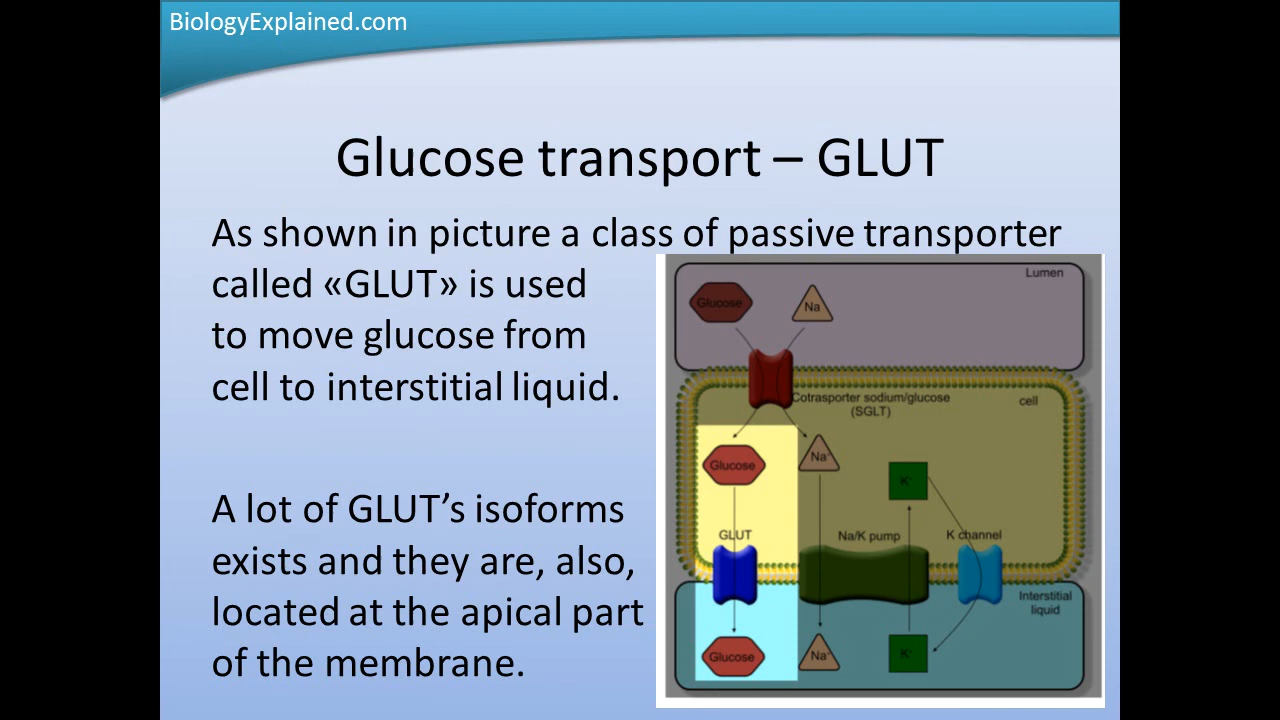 BiologyExplained.com
Glucose transport – GLUT
As shown in picture a class of passive transporter
called «GLUT» is used
to move glucose from
cell to interstitial liquid.
A lot of GLUT’s isoforms
exists and they are, also,
located at the apical part
of the membrane.
Lumen
Glucose
Na
Cotrasporter sodium/glucose
(SGLT)
cell
Glucose
Na⁺
K⁺
GLUT
Na/K pump
K channel
Interstitial
liquid
Glucose
Na⁺
K⁺